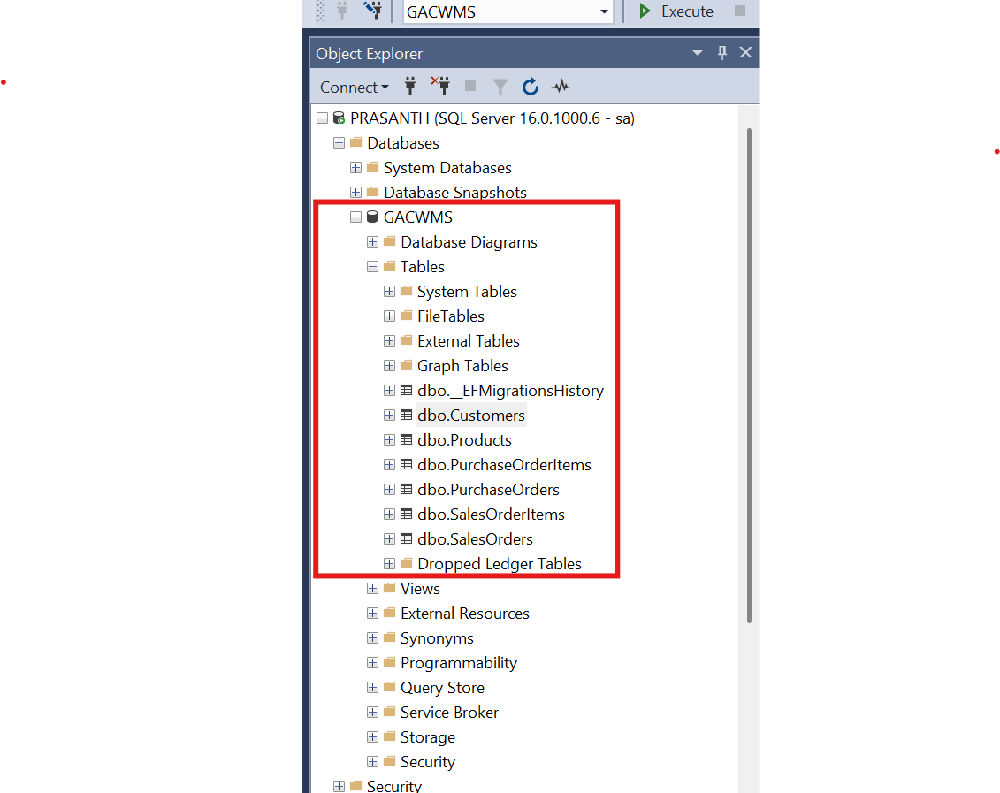 GACWMS
Execute
Object Explorer
Connect
PRASANTH (SQL Server 16.0.1000.6 - sa)
Databases
System Databases
Database Snapshots
GACWMS
Database Diagrams
Tables
System Tables
FileTables
External Tables
Graph Tables
dbo.__EFMigrationsHistory
dbo.Customers
dbo.Products
dbo.PurchaseOrderItems
dbo.PurchaseOrders
dbo.SalesOrderItems
dbo.SalesOrders
Dropped Ledger Tables
Views
External Resources
Synonyms
Programmability
Query Store
Service Broker
Storage
Security
Security